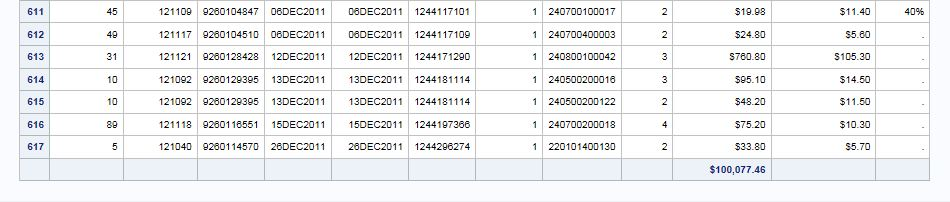 611 45 121109 9260104847 06DEC2011 06DEC2011 1244117101 1 240700100017 2 $19.98 $11.40 40%
612 49 121117 9260104510 06DEC2011 06DEC2011 1244117109 1 240700400003 2 $24.80 $5.60 .
613 31 121121 9260128428 12DEC2011 12DEC2011 1244171290 1 240800100042 3 $760.80 $105.30 .
614 10 121092 9260129395 13DEC2011 13DEC2011 1244181114 1 240500200016 3 $95.10 $14.50 .
615 10 121092 9260129395 13DEC2011 13DEC2011 1244181114 1 240500200122 2 $48.20 $11.50 .
616 89 121118 9260116551 15DEC2011 15DEC2011 1244197366 1 240700200018 4 $75.20 $10.30 .
617 5 121040 9260114570 26DEC2011 26DEC2011 1244296274 1 220101400130 2 $33.80 $5.70 .
$100,077.46